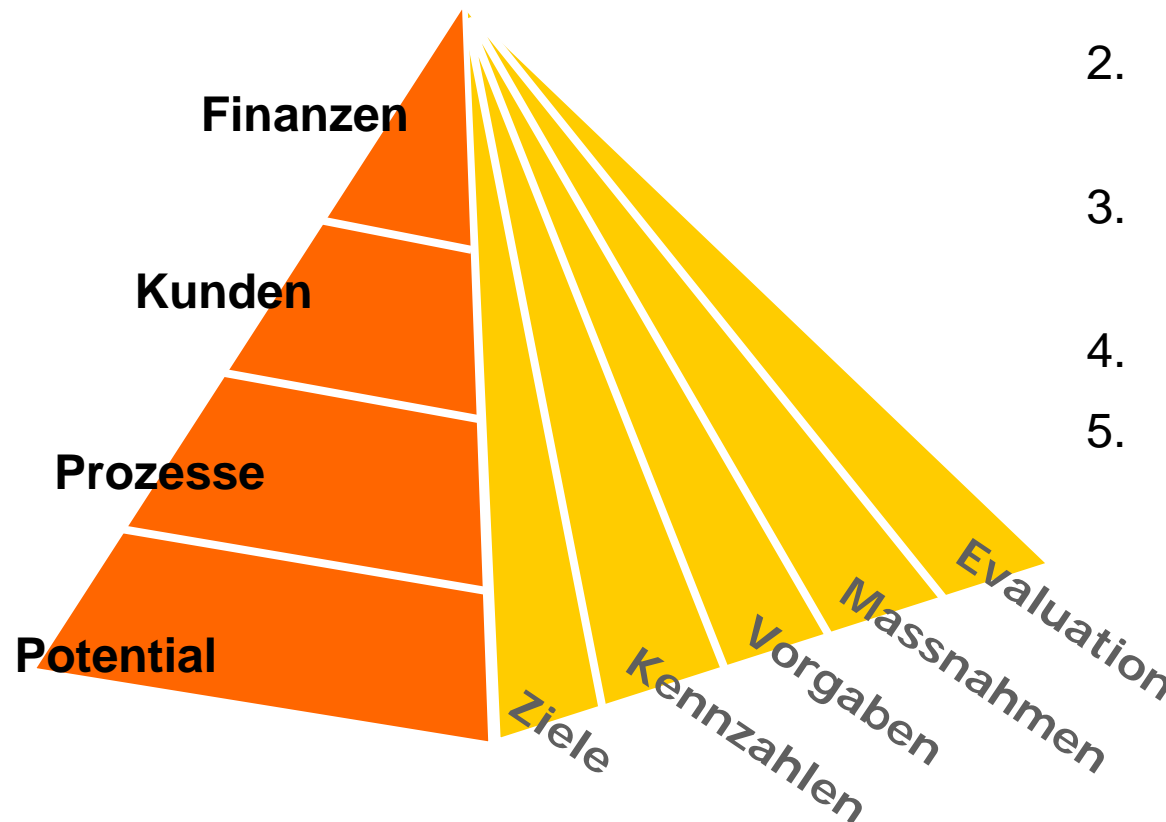 Finanzen
Kunden
Prozesse
Potential
Ziele
Kennzahlen
Vorgaben
Massnahmen
Evaluation
2.
3.
4.
5.